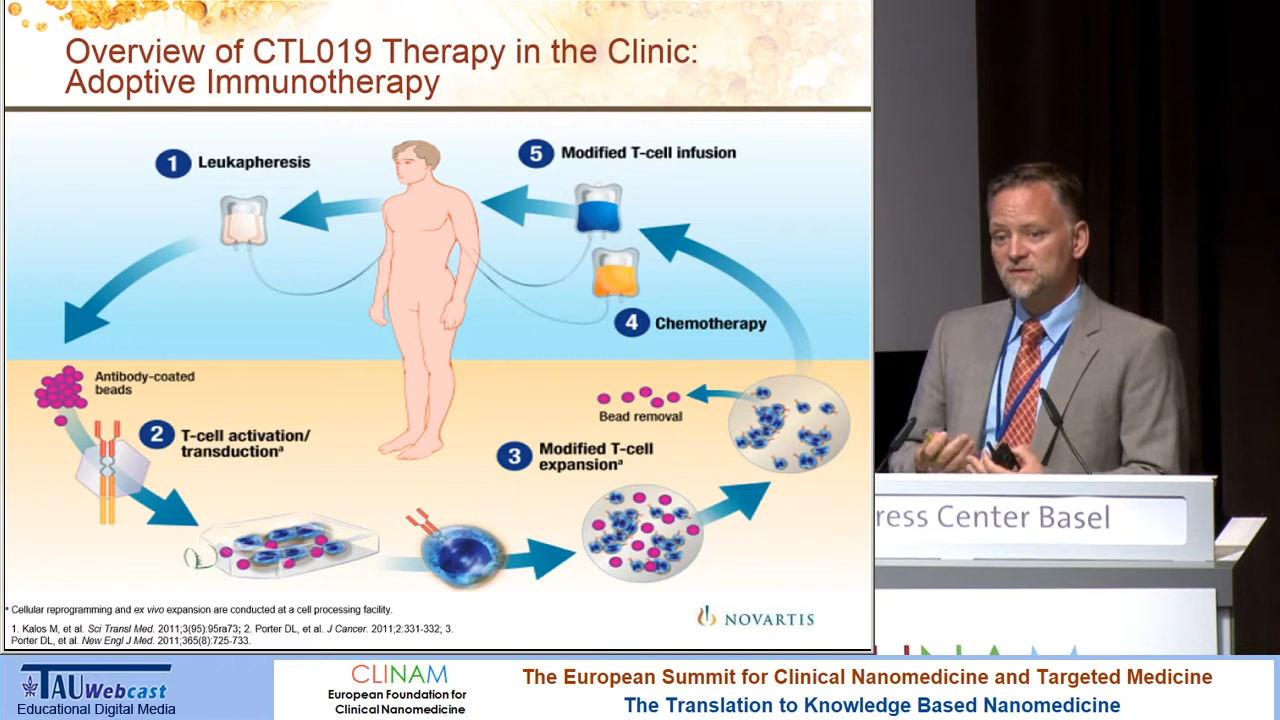 Overview of CTL019 Therapy in the Clinic:
Adoptive Immunotherapy
1 Leukapheresis
5 Modified T-cell infusion
4 Chemotherapy
Antibody-coated
beads
2 T-cell activation/
transductionª
Bead removal
3 Modified T-cell
expansionª
ª Cellular reprogramming and ex vivo expansion are conducted at a cell processing facility.
1. Kalos M, et al. Sci Transl Med. 2011;3(95):95ra73; 2. Porter DL, et al. J Cancer. 2011;2:331-332; 3.
Porter DL, et al. New Engl J Med. 2011;365(8):725-733.
NOVARTIS
ress Center Basel
CLINAM
TAU Webcast
Educational Digital Media
CLINAM
European Foundation for
Clinical Nanomedicine
The European Summit for Clinical Nanomedicine and Targeted Medicine
The Translation to Knowledge Based Nanomedicine